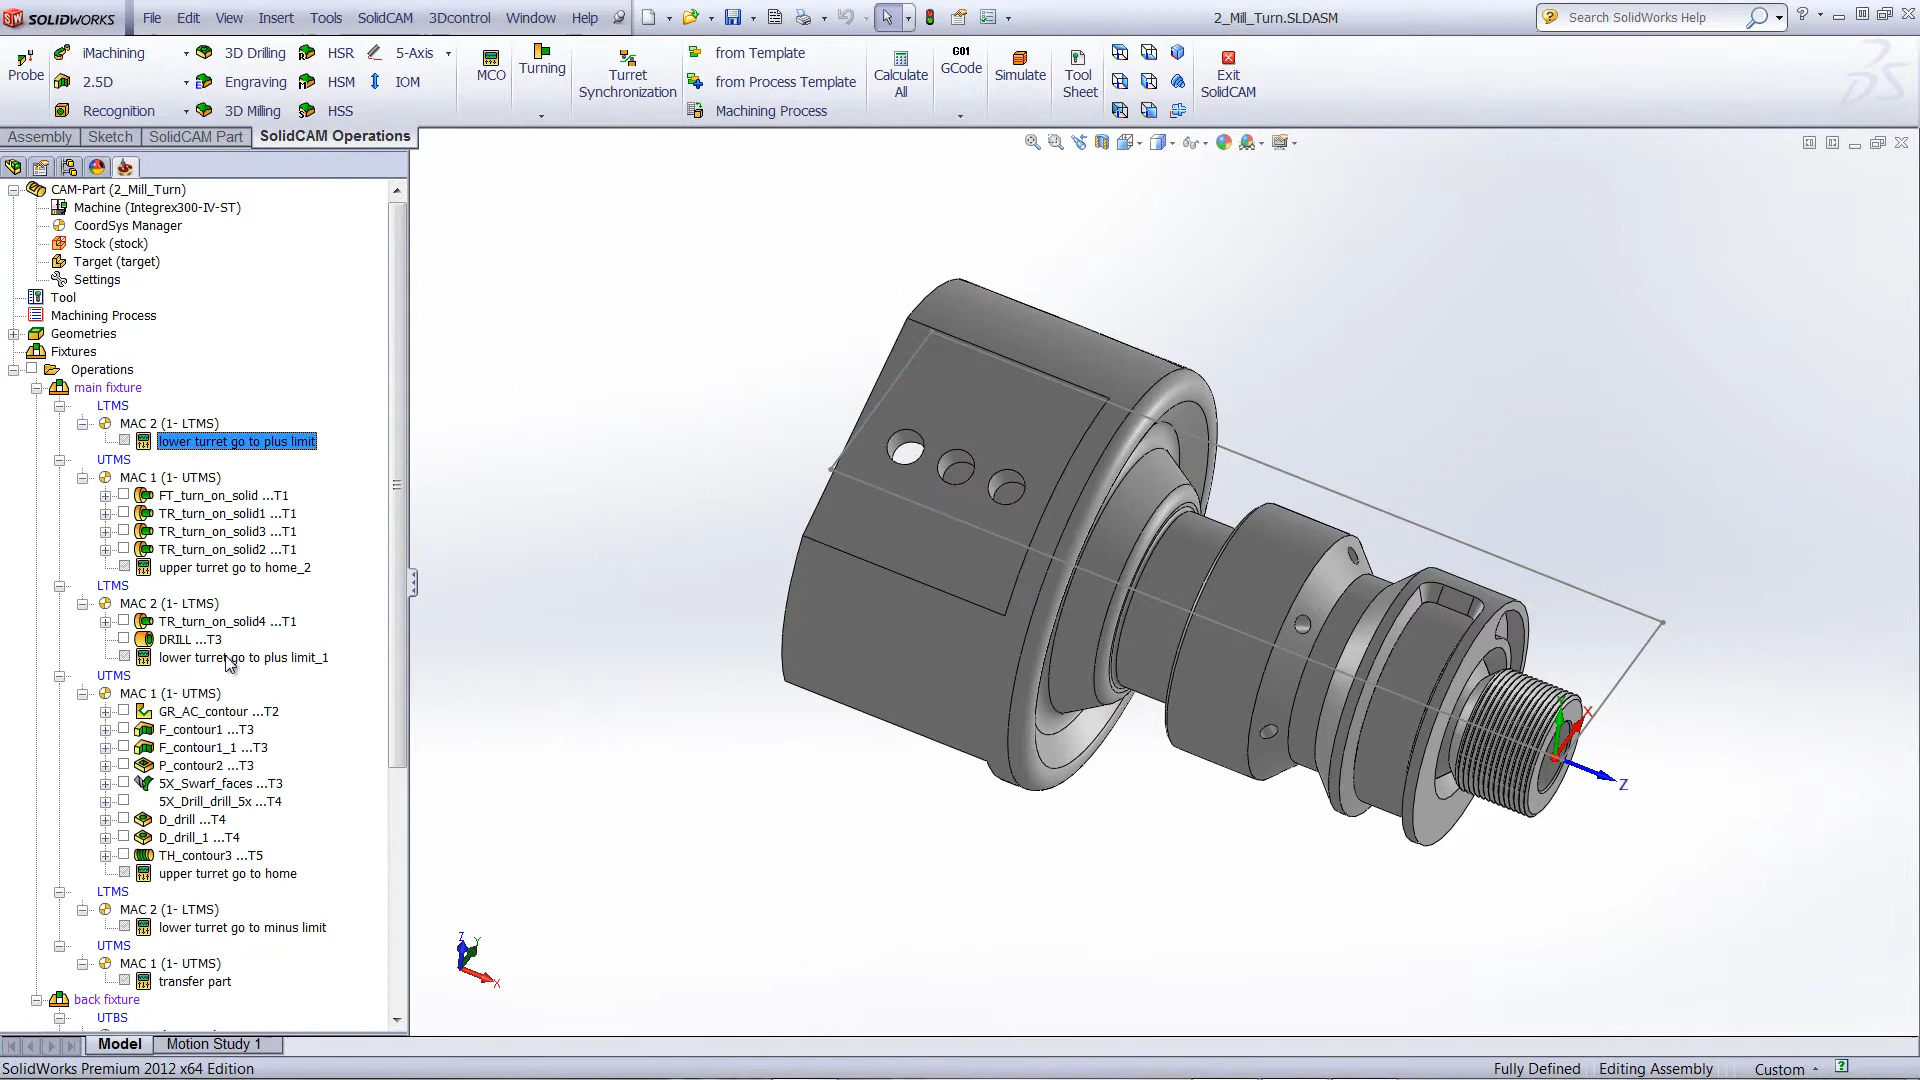 SOLIDWORKS
File Edit View Insert Tools SolidCAM 3Dcontrol Window Help
2_Mill_Turn.SLDASM
Search SolidWorks Help
Probe
iMachining
2.5D
Recognition
3D Drilling
Engraving
3D Milling
HSR
HSM
HSS
5-Axis
IOM
MCO
Turning
Turret
Synchronization
from Template
from Process Template
Machining Process
Calculate
All
G01
GCode
Simulate
Tool
Sheet
Exit
SolidCAM
Assembly Sketch SolidCAM Part SolidCAM Operations
CAM-Part (2_Mill_Turn)
Machine (Integrex300-IV-ST)
CoordSys Manager
Stock (stock)
Target (target)
Settings
Tool
Machining Process
Geometries
Fixtures
Operations
main fixture
LTMS
MAC 2 (1- LTMS)
lower turret go to plus limit
UTMS
MAC 1 (1- UTMS)
FT_turn_on_solid ...T1
TR_turn_on_solid1 ...T1
TR_turn_on_solid3 ...T1
TR_turn_on_solid2 ...T1
upper turret go to home_2
LTMS
MAC 2 (1- LTMS)
TR_turn_on_solid4 ...T1
DRILL ...T3
lower turret go to plus limit_1
UTMS
MAC 1 (1- UTMS)
GR_AC_contour ...T2
F_contour1 ...T3
F_contour1_1 ...T3
P_contour2 ...T3
5X_Swarf_faces ...T3
5X_Drill_drill_5x ...T4
D_drill ...T4
D_drill_1 ...T4
TH_contour3 ...T5
upper turret go to home
LTMS
MAC 2 (1- LTMS)
lower turret go to minus limit
UTMS
MAC 1 (1- UTMS)
transfer part
back fixture
UTBS
Y X
Z
Z Y
X
Model Motion Study 1
SolidWorks Premium 2012 x64 Edition
Fully Defined Editing Assembly Custom